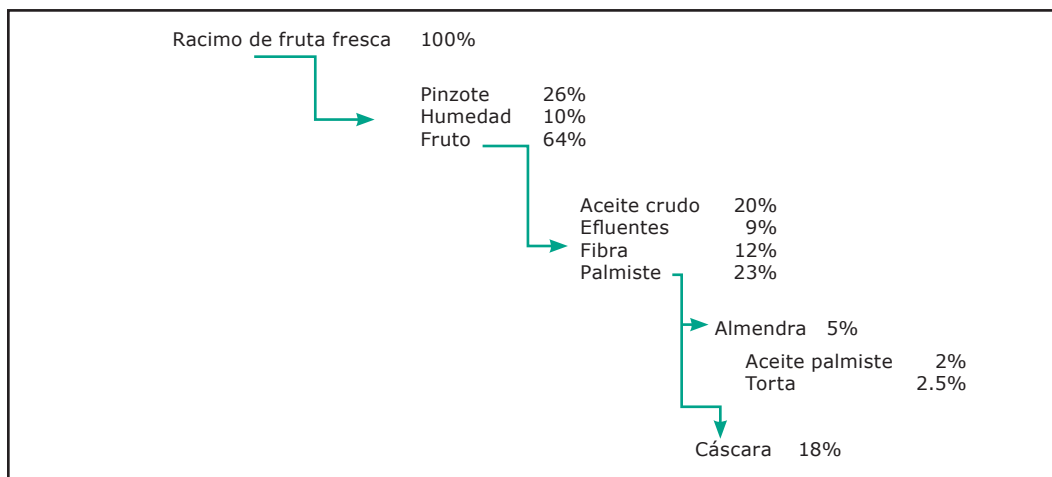 Racimo de fruta fresca 100%
Pinzote 26%
Humedad 10%
Fruto 64%
Aceite crudo 20%
Efluentes 9%
Fibra 12%
Palmiste 23%
Almendra 5%
Aceite palmiste 2%
Torta 2.5%
Cáscara 18%